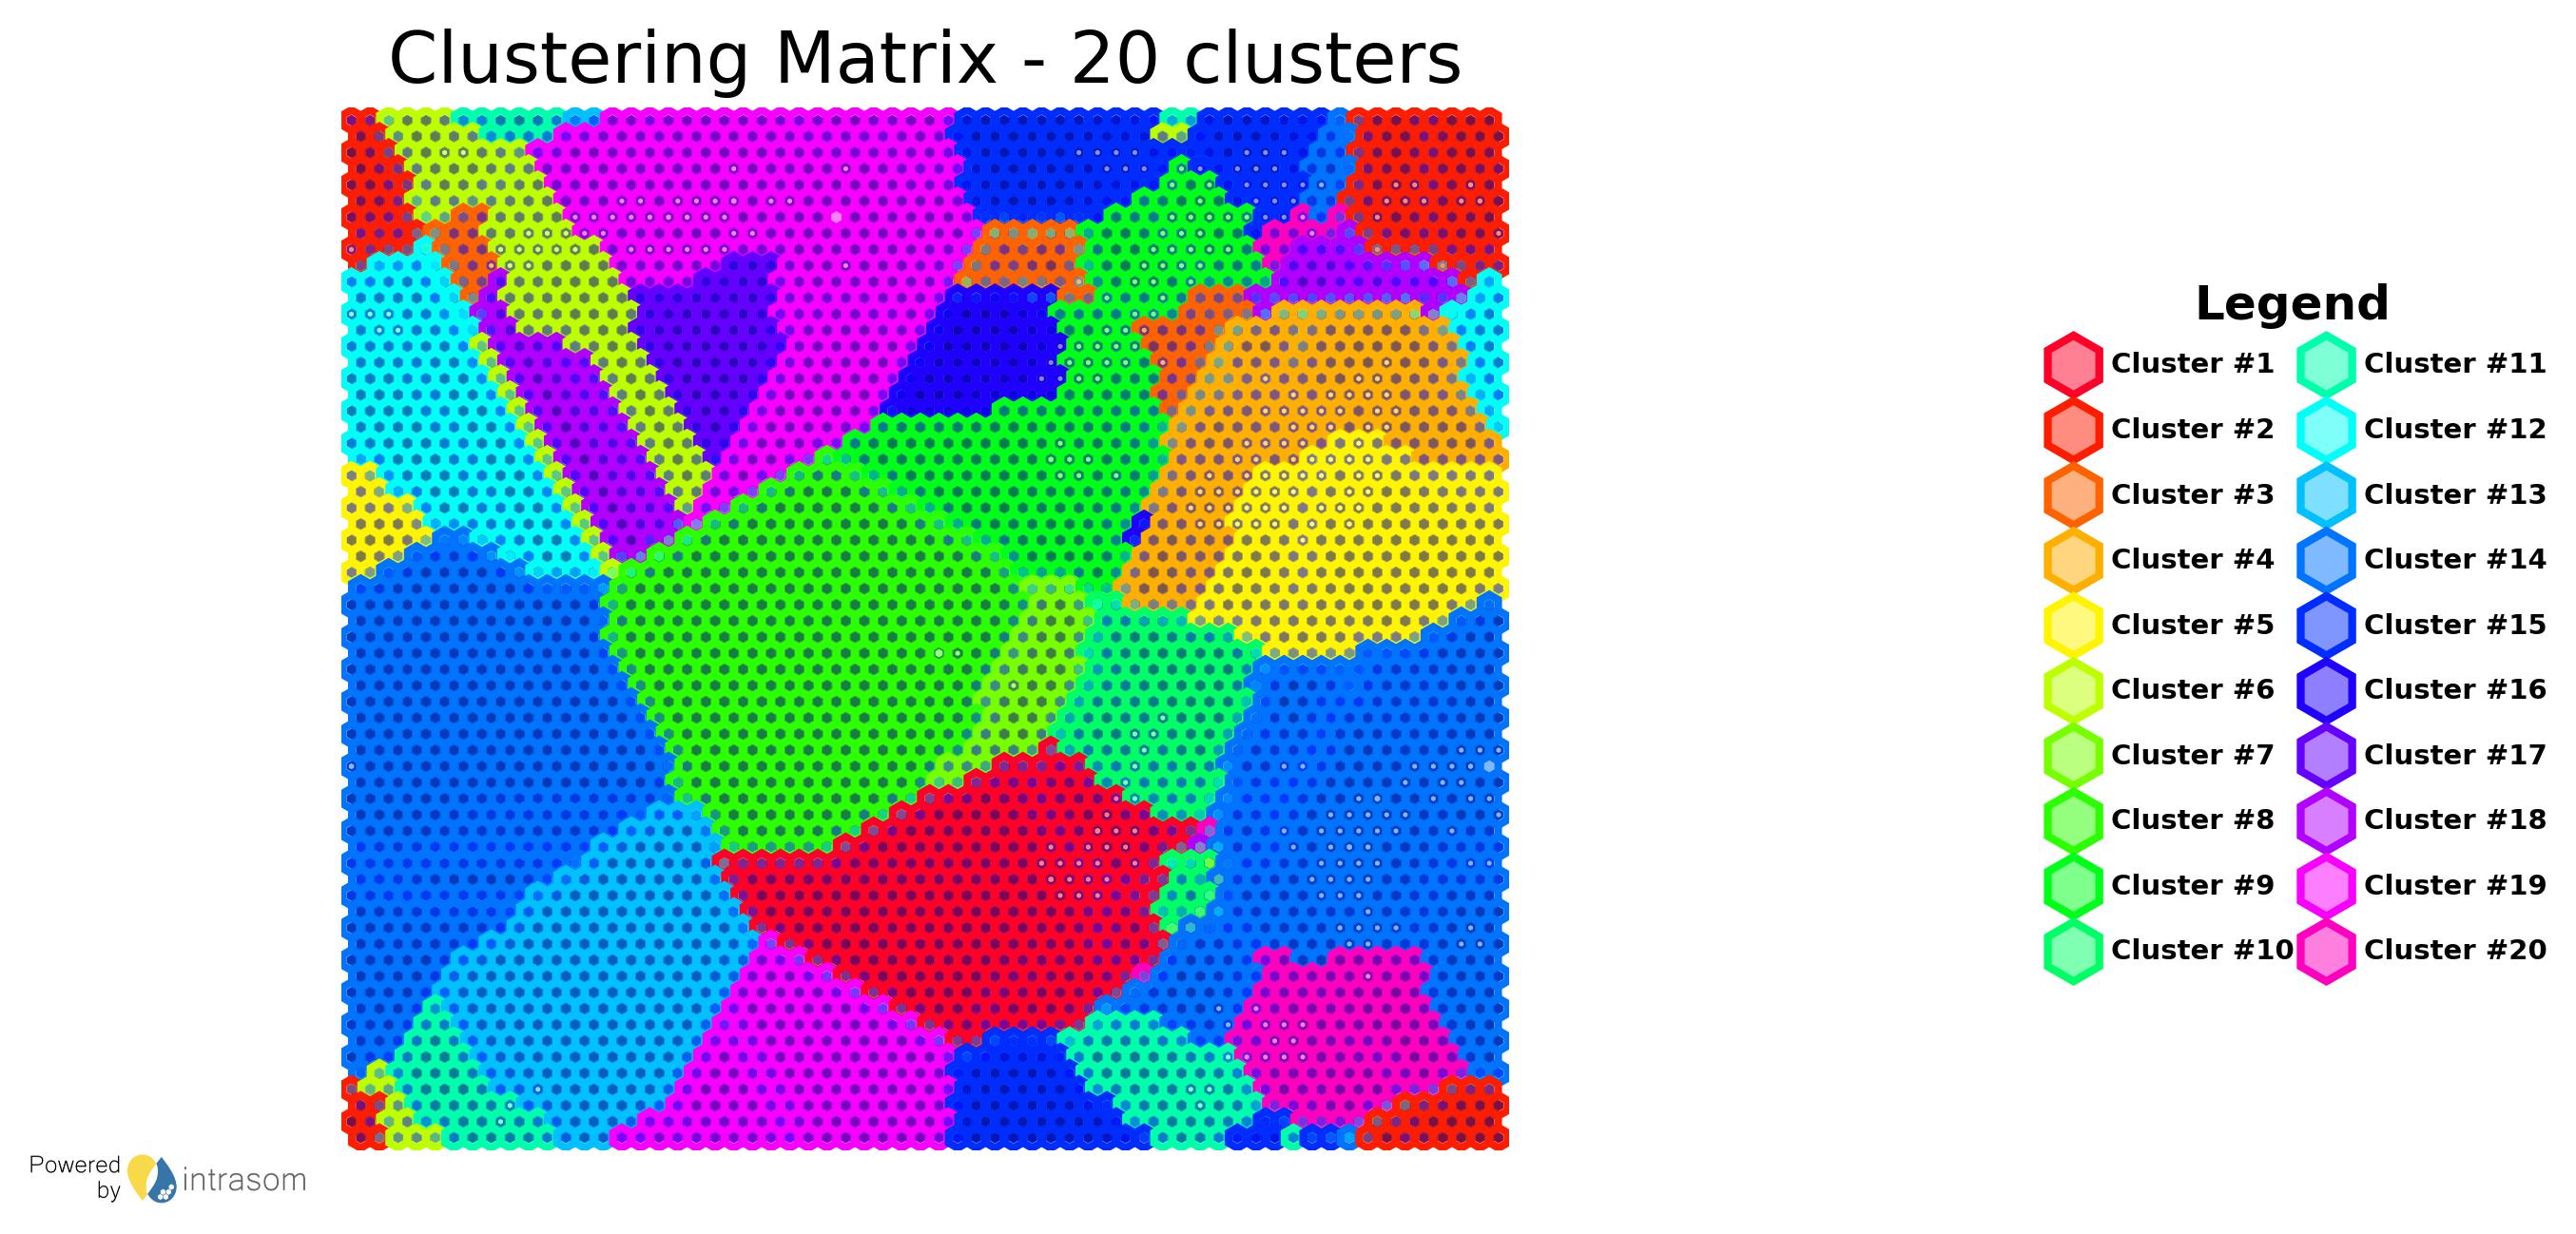 Clustering Matrix - 20 clusters
Legend
Cluster #1
Cluster #2
Cluster #3
Cluster #4
Cluster #5
Cluster #6
Cluster #7
Cluster #8
Cluster #9
Cluster #10
Cluster #11
Cluster #12
Cluster #13
Cluster #14
Cluster #15
Cluster #16
Cluster #17
Cluster #18
Cluster #19
Cluster #20
Powered
by
intrasom